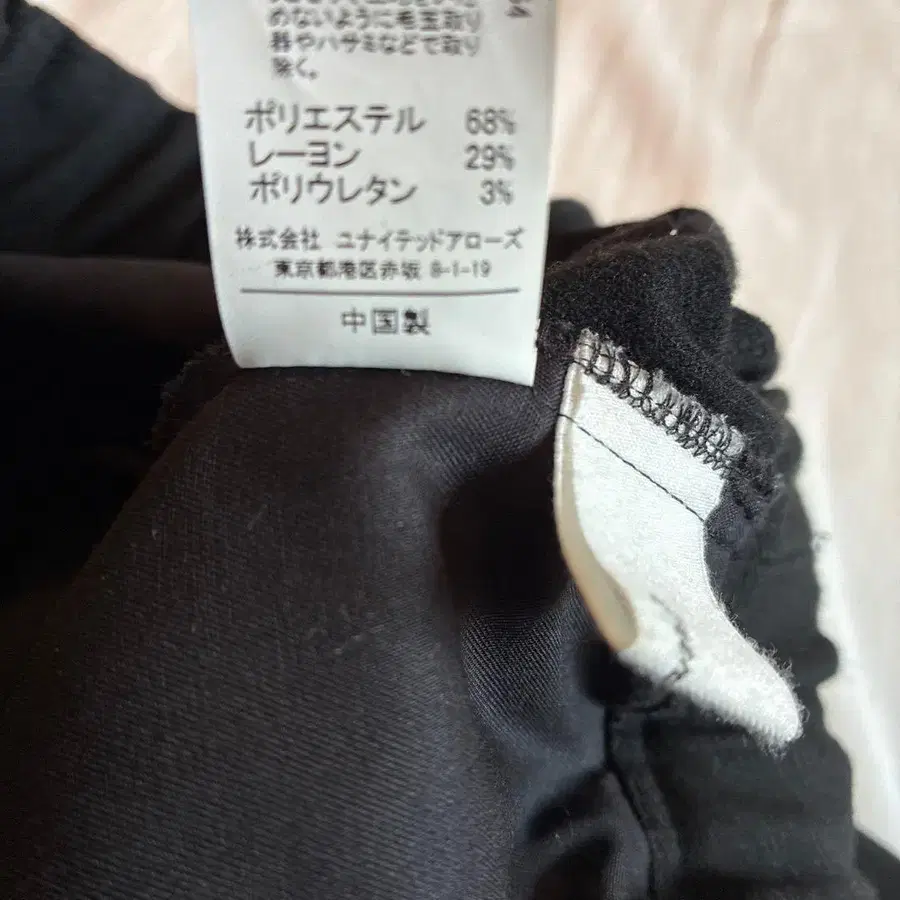 めないように毛玉取り
器やハサミなどで取り
除く。
ポリエステル 68%
レーヨン 29%
ポリウレタン 3%
株式会社 ユナイテッドアローズ
東京都港区赤坂 8-1-19
中国製